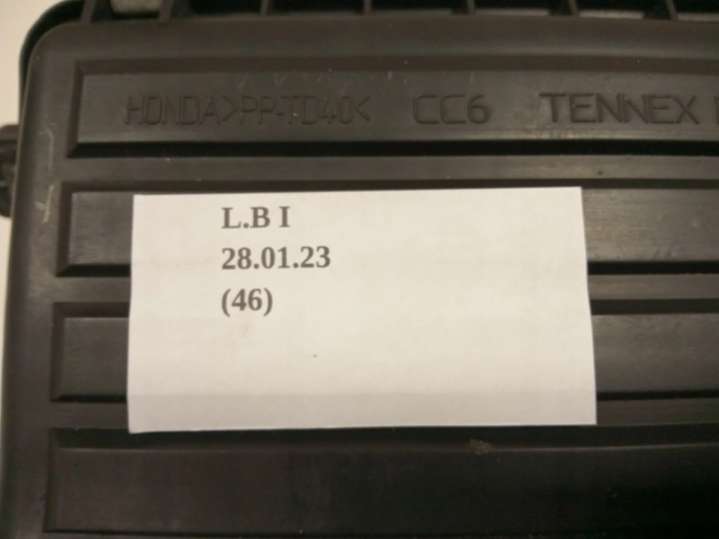 HONDA>PP-TD40< CC6 TENNEX
L.B I
28.01.23
(46)